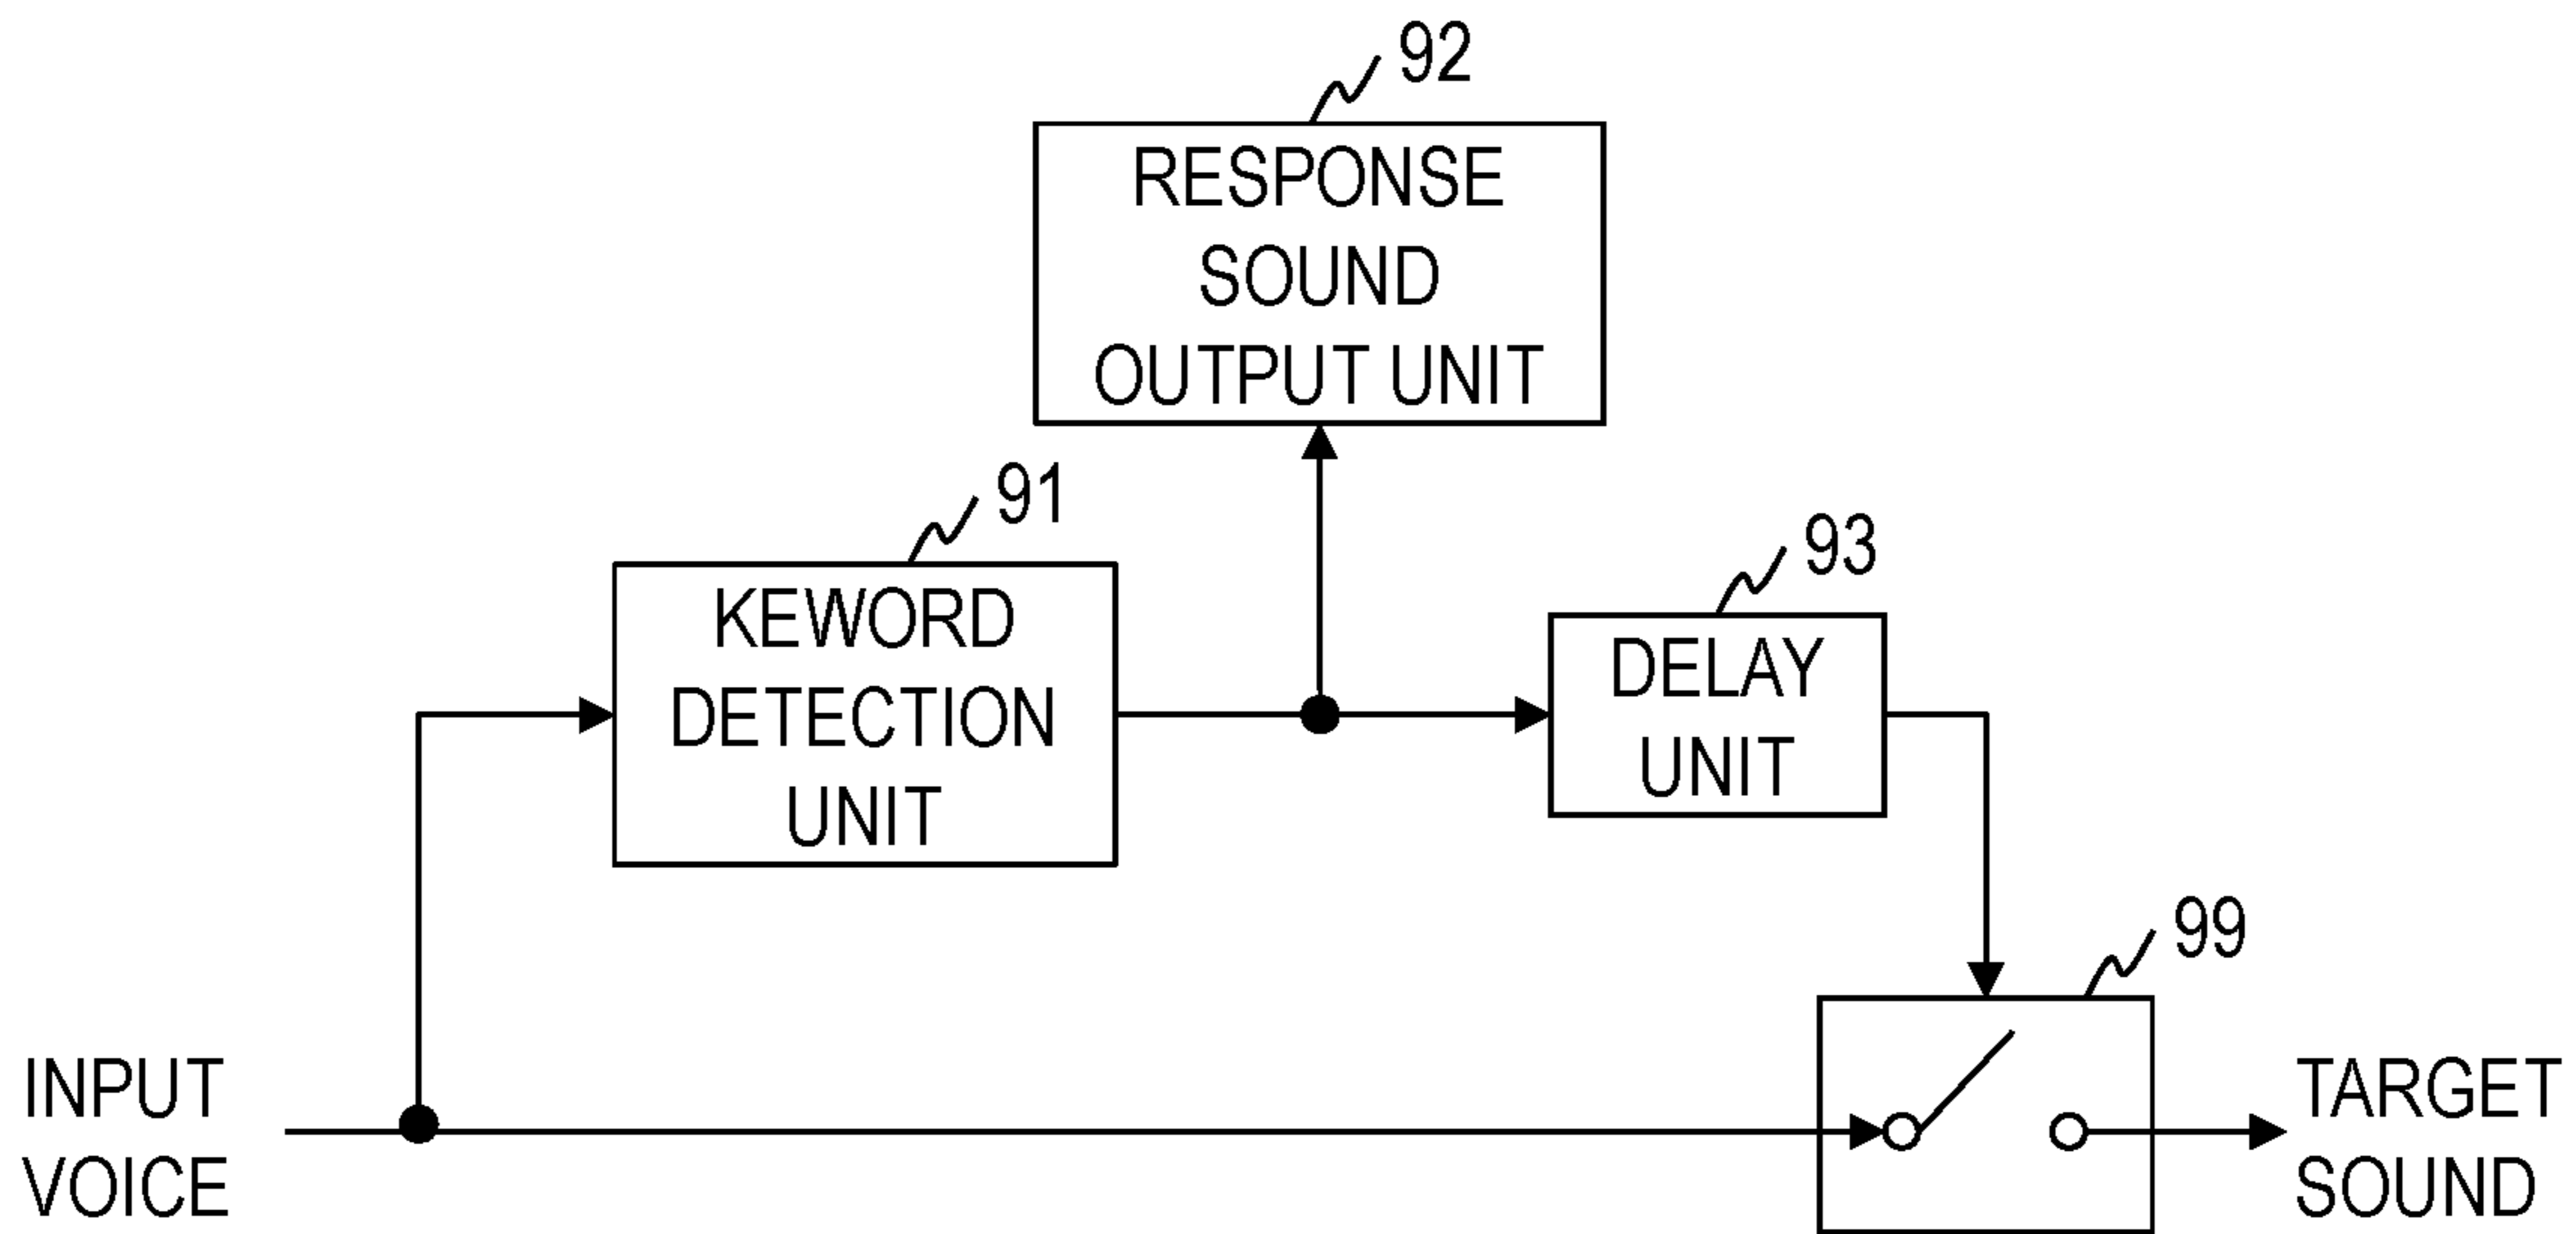 92
RESPONSE
SOUND
OUTPUT UNIT
91
KEWORD
DETECTION
UNIT
93
DELAY
UNIT
99
INPUT
VOICE
TARGET
SOUND